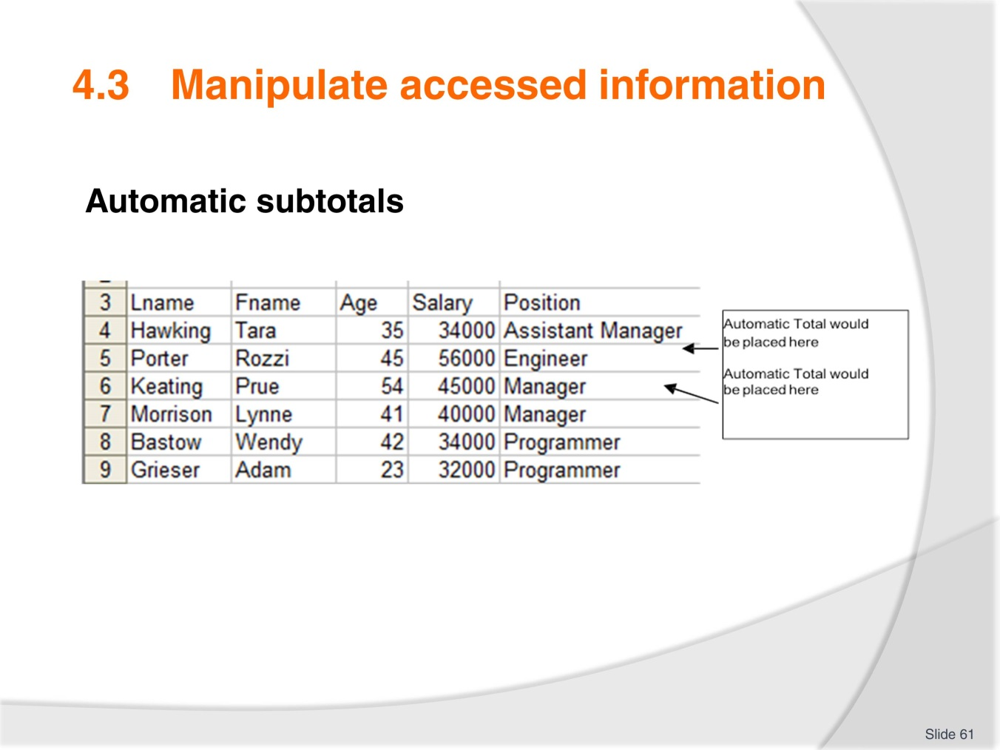 4.3 Manipulate accessed information
Automatic subtotals
3 Lname Fname Age Salary Position
4 Hawking Tara 35 34000 Assistant Manager
5 Porter Rozzi 45 56000 Engineer
6 Keating Prue 54 45000 Manager
7 Morrison Lynne 41 40000 Manager
8 Bastow Wendy 42 34000 Programmer
9 Grieser Adam 23 32000 Programmer
Automatic Total would
be placed here
Automatic Total would
be placed here
Slide 61